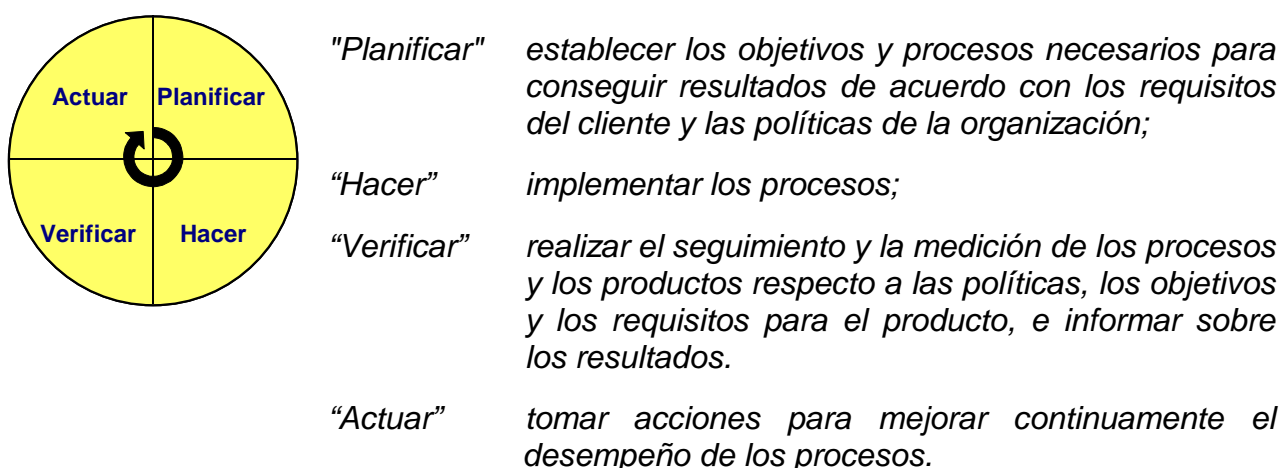 Actuar Planificar
Verificar Hacer
"Planificar" establecer los objetivos y procesos necesarios para
conseguir resultados de acuerdo con los requisitos
del cliente y las políticas de la organización;
“Hacer” implementar los procesos;
“Verificar” realizar el seguimiento y la medición de los procesos
y los productos respecto a las políticas, los objetivos
y los requisitos para el producto, e informar sobre
los resultados.
“Actuar” tomar acciones para mejorar continuamente el
desempeño de los procesos.